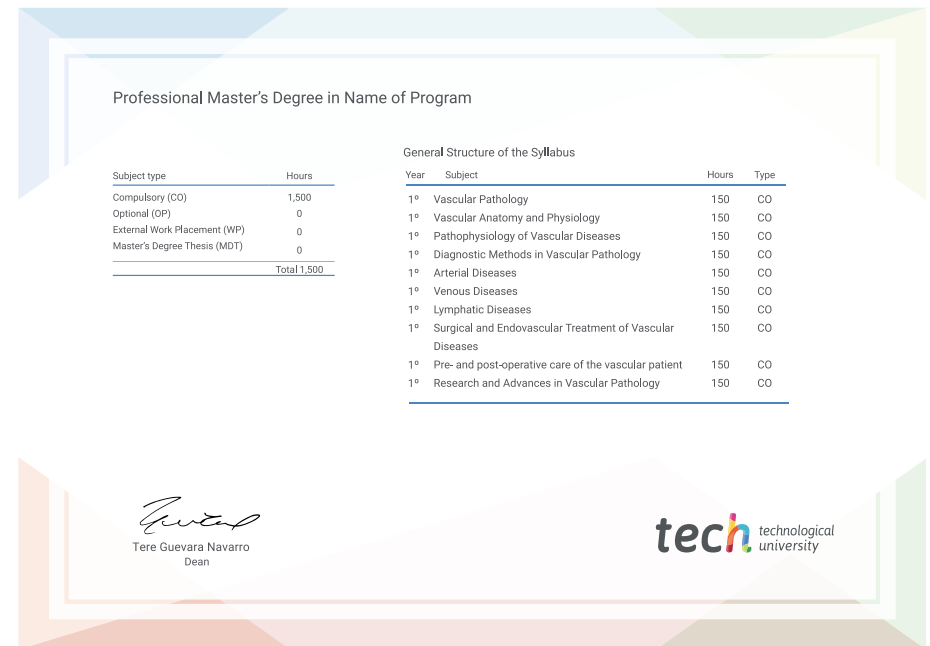 Professional Master's Degree in Name of Program
General Structure of the Syllabus
Subject type Hours
Compulsory (CO) 1,500
Optional (OP) 0
External Work Placement (WP) 0
Master's Degree Thesis (MDT) 0
Total 1,500
Year Subject Hours Type
1º Vascular Pathology 150 CO
1º Vascular Anatomy and Physiology 150 CO
1º Pathophysiology of Vascular Diseases 150 CO
1º Diagnostic Methods in Vascular Pathology 150 CO
1º Arterial Diseases 150 CO
1º Venous Diseases 150 CO
1º Lymphatic Diseases 150 CO
1º Surgical and Endovascular Treatment of Vascular 150 CO
Diseases
1º Pre- and post-operative care of the vascular patient 150 CO
1º Research and Advances in Vascular Pathology 150 CO
Tere Guevara Navarro
Dean
tech technological
university